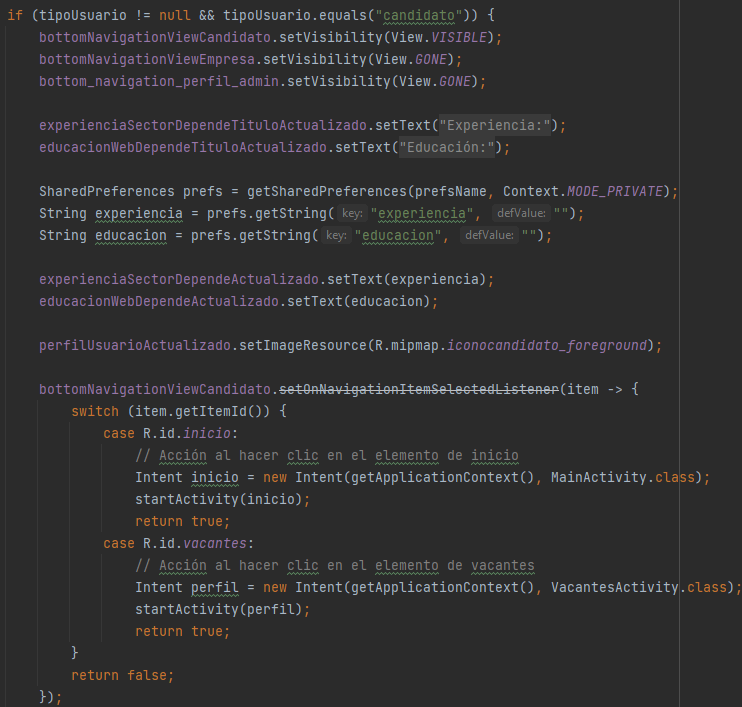 if (tipoUsuario != null && tipoUsuario.equals("candidato")) {
bottomNavigationViewCandidato.setVisibility(View.VISIBLE);
bottomNavigationViewEmpresa.setVisibility(View.GONE);
bottom_navigation_perfil_admin.setVisibility(View.GONE);
experienciaSectorDependeTituloActualizado.setText("Experiencia:");
educacionWebDependeTituloActualizado.setText("Educación:");
SharedPreferences prefs = getSharedPreferences(prefsName, Context.MODE_PRIVATE);
String experiencia = prefs.getString( key: "experiencia", defValue: "");
String educacion = prefs.getString( key: "educacion", defValue: "");
experienciaSectorDependeActualizado.setText(experiencia);
educacionWebDependeActualizado.setText(educacion);
perfilUsuarioActualizado.setImageResource(R.mipmap.iconocandidato_foreground);
bottomNavigationViewCandidato.setOnNavigationItemSelectedListener(item -> {
switch (item.getItemId()) {
case R.id.inicio:
// Acción al hacer clic en el elemento de inicio
Intent inicio = new Intent(getApplicationContext(), MainActivity.class);
startActivity(inicio);
return true;
case R.id.vacantes:
// Acción al hacer clic en el elemento de vacantes
Intent perfil = new Intent(getApplicationContext(), VacantesActivity.class);
startActivity(perfil);
return true;
}
return false;
});